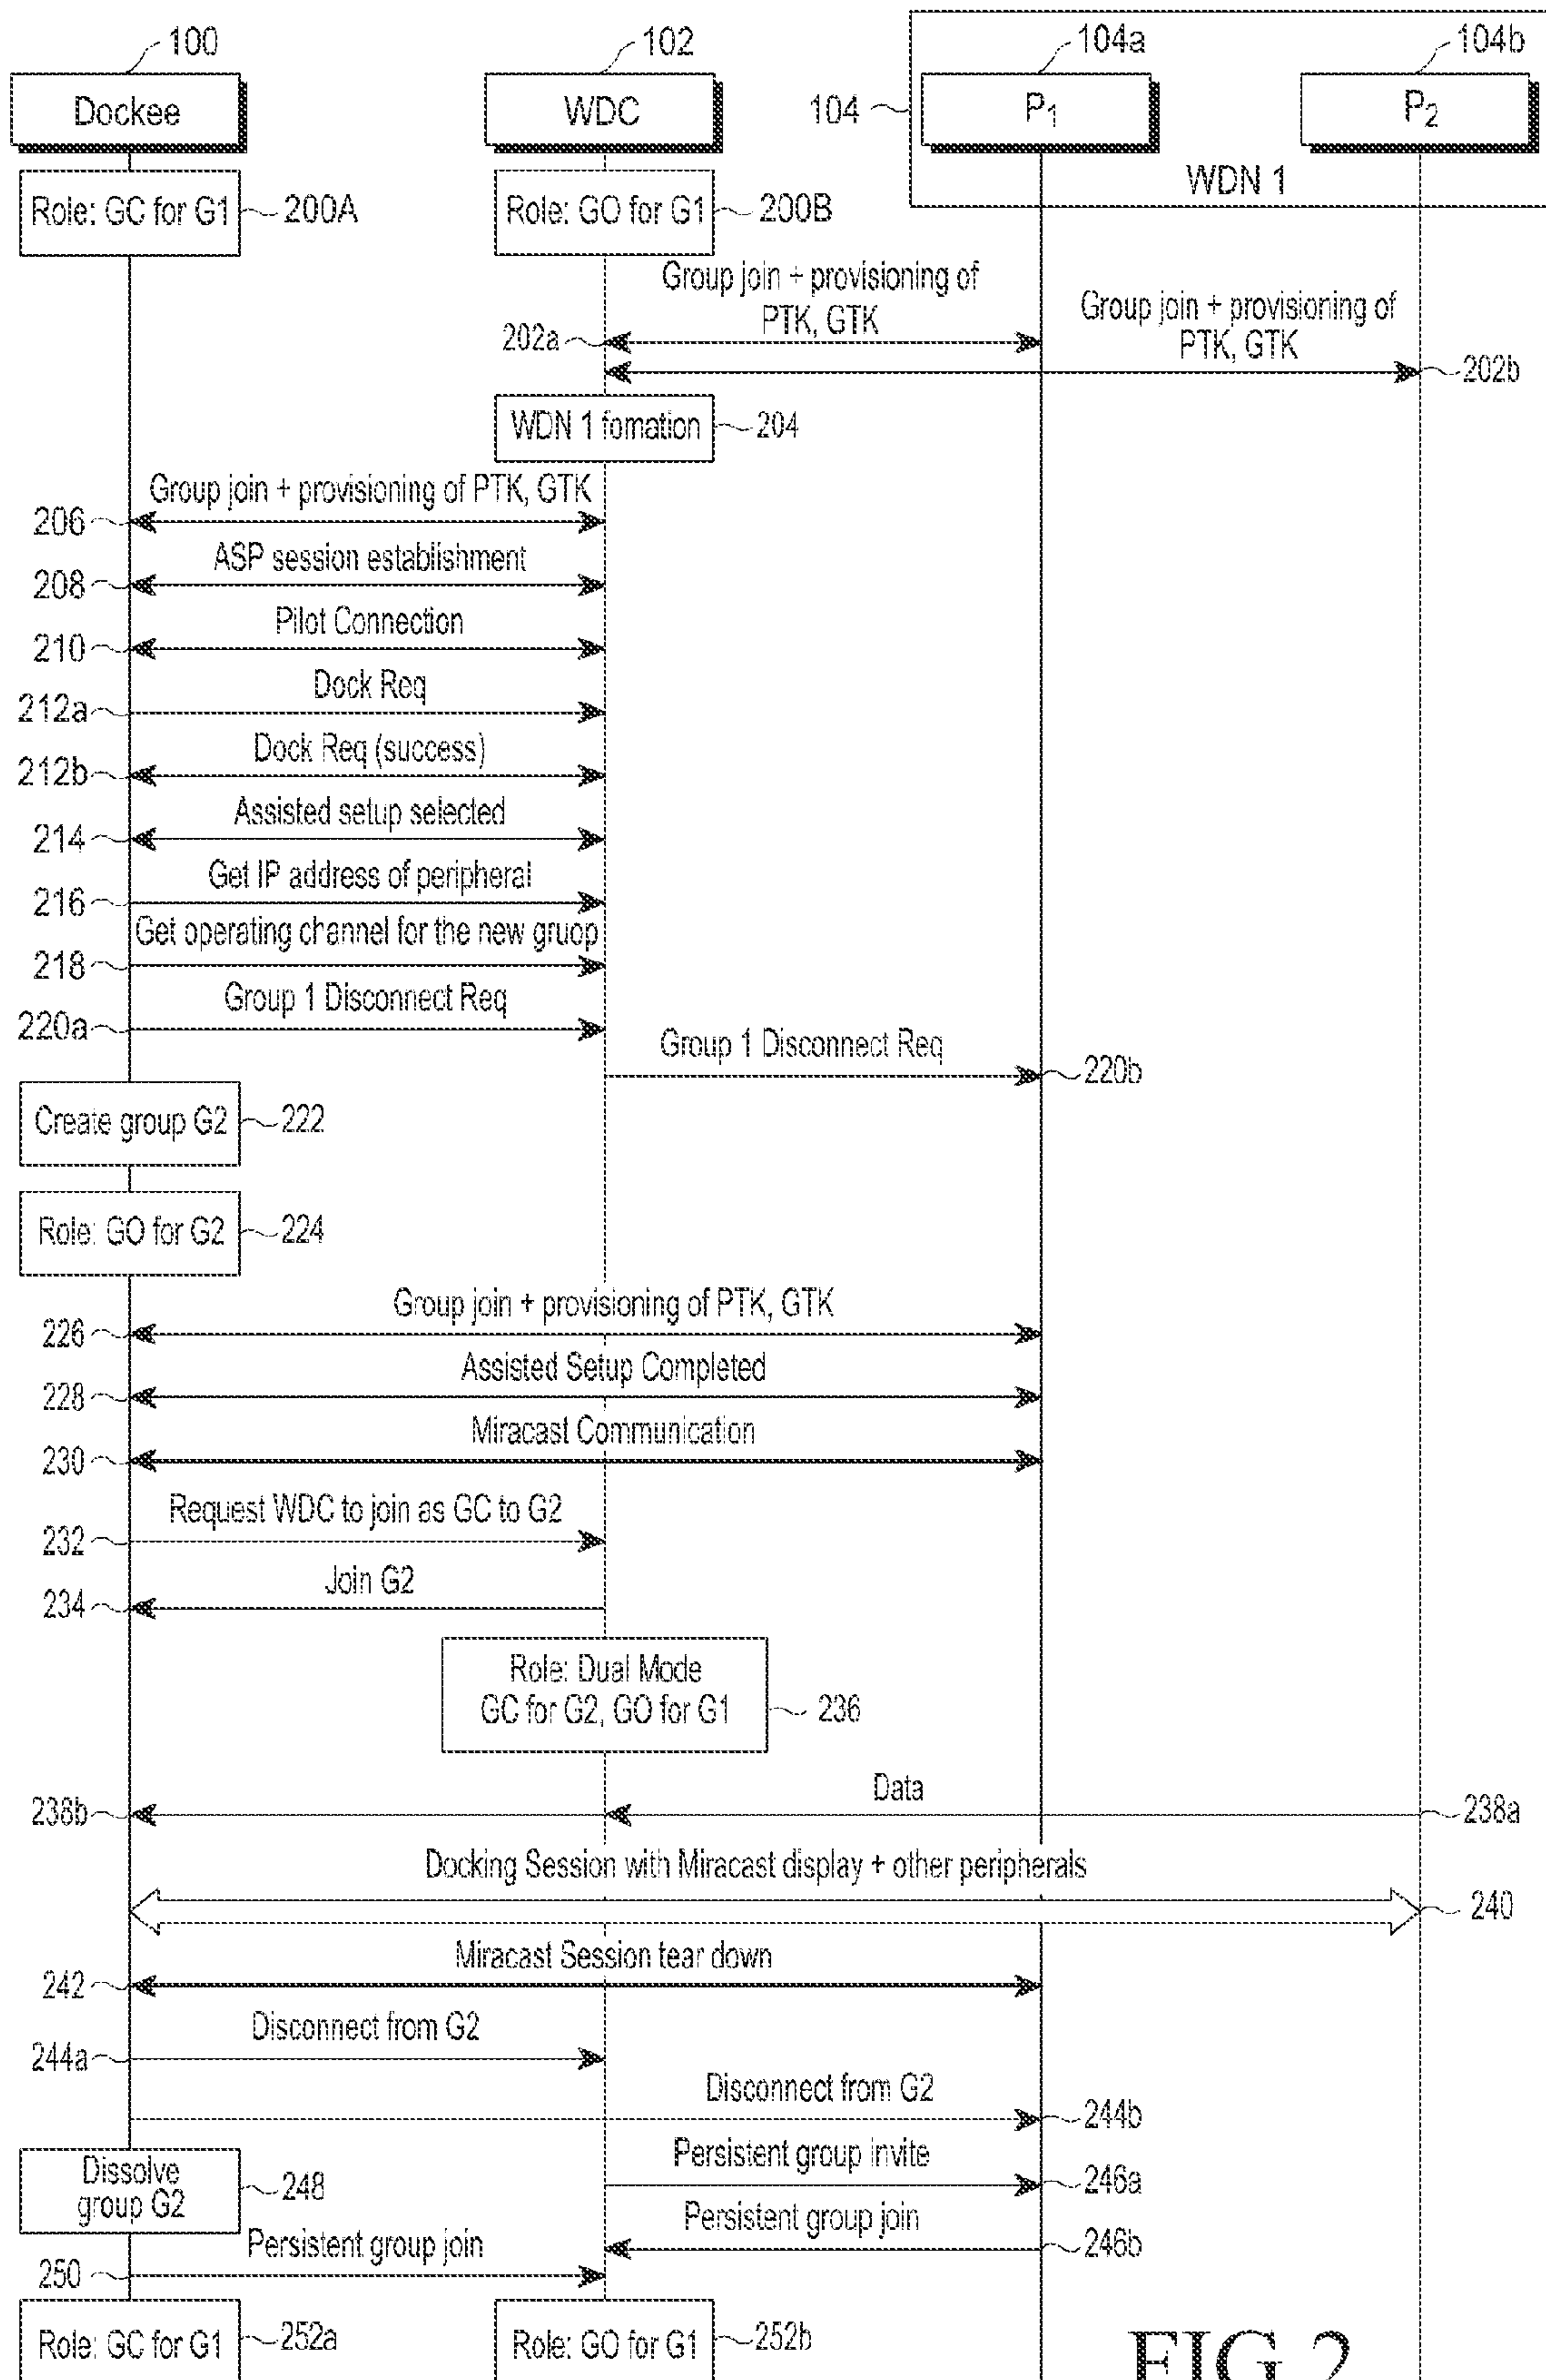 100
102
104a
104b
Dockee
WDC
104
P1
P2
WDN 1
Role: GC for G1
200A
Role: GO for G1
200B
Group join + provisioning of
PTK, GTK
202a
Group join + provisioning of
PTK, GTK
202b
WDN 1 fomation
204
Group join + provisioning of PTK, GTK
206
ASP session establishment
208
Pilot Connection
210
Dock Req
212a
Dock Req (success)
212b
Assisted setup selected
214
Get IP address of peripheral
216
Get operating channel for the new gruop
218
Group 1 Disconnect Req
220a
Group 1 Disconnect Req
220b
Create group G2
222
Role: GO for G2
224
Group join + provisioning of PTK, GTK
226
Assisted Setup Completed
228
Miracast Communication
230
Request WDC to join as GC to G2
232
Join G2
234
Role: Dual Mode
GC for G2, GO for G1
236
Data
238b
238a
Docking Session with Miracast display + other peripherals
240
Miracast Session tear down
242
Disconnect from G2
244a
Disconnect from G2
244b
Dissolve
group G2
248
Persistent group invite
246a
Persistent group join
246b
Persistent group join
250
Role: GC for G1
252a
Role: GO for G1
252b
FIG.2